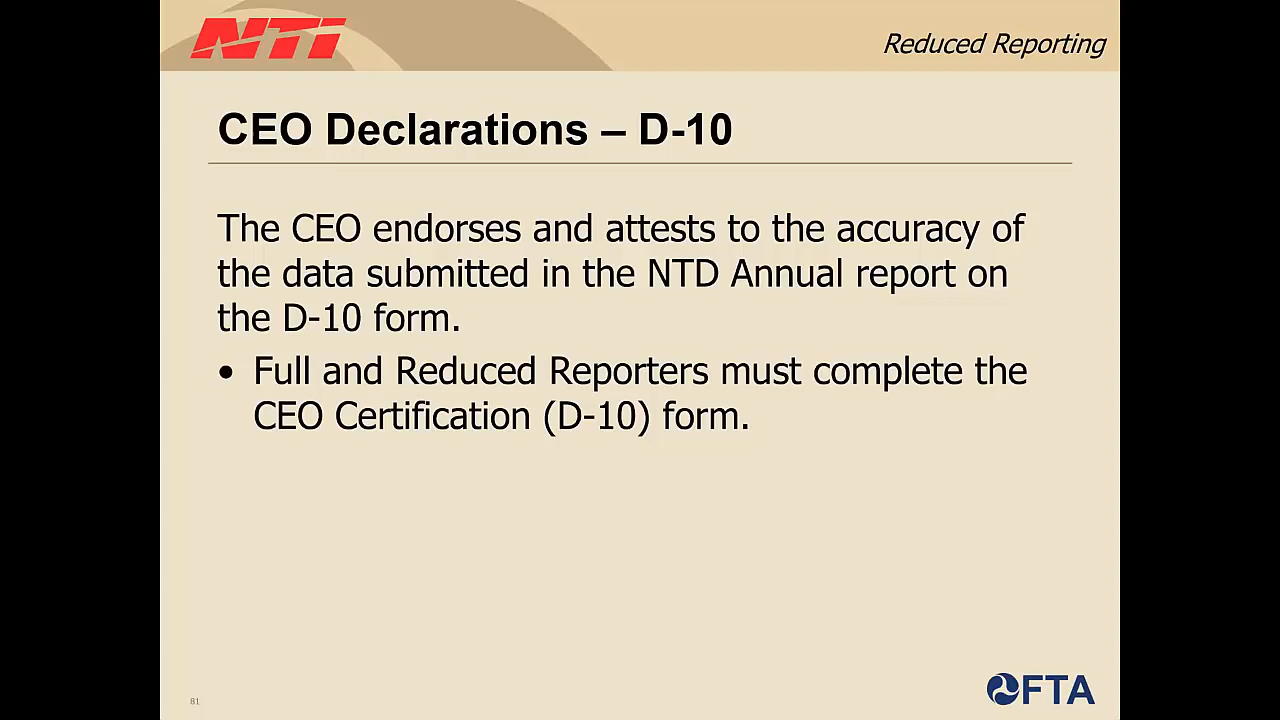 NTI
Reduced Reporting
CEO Declarations – D-10
The CEO endorses and attests to the accuracy of
the data submitted in the NTD Annual report on
the D-10 form.
• Full and Reduced Reporters must complete the
CEO Certification (D-10) form.
81
FTA